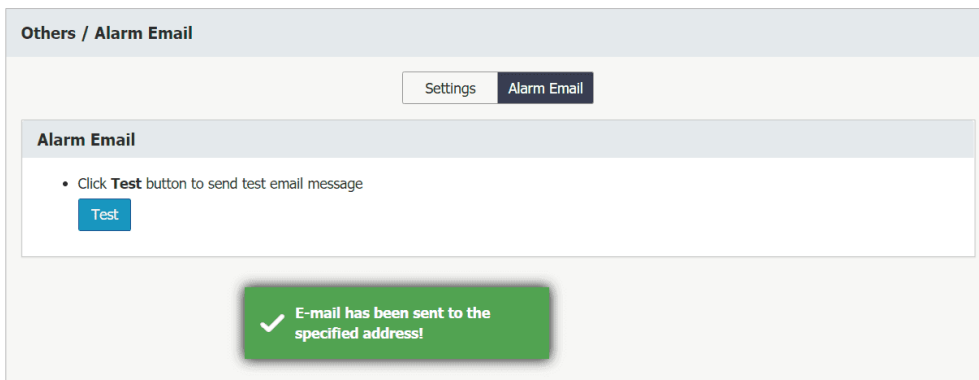 Others / Alarm Email
Settings
Alarm Email
Alarm Email
• Click Test button to send test email message
Test
E-mail has been sent to the
specified address!